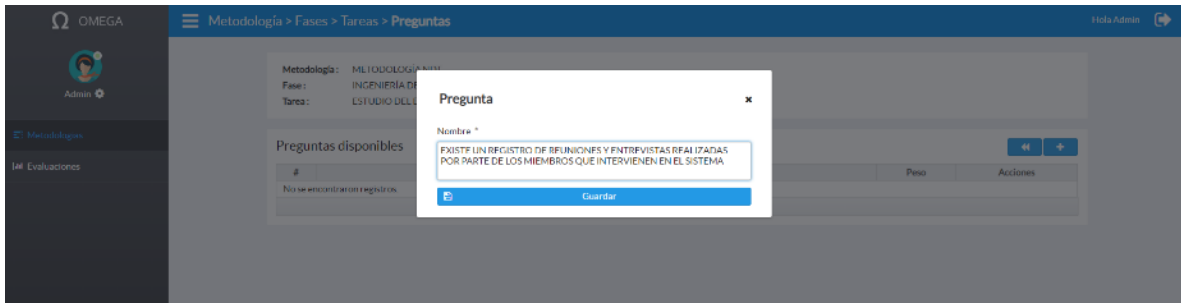 Ω OMEGA
Metodología > Fases > Tareas > Preguntas
Hola Admin
Admin
Metodologías
Evaluaciones
Metodología: METODOLOGÍA
Fase: INGENIERÍA DE
Tarea: ESTUDIO DEL
Pregunta
×
Nombre *
EXISTE UN REGISTRO DE REUNIONES Y ENTREVISTAS REALIZADAS
POR PARTE DE LOS MIEMBROS QUE INTERVIENEN EN EL SISTEMA
Guardar
Preguntas disponibles
# Peso Acciones
No se encontraron registros.